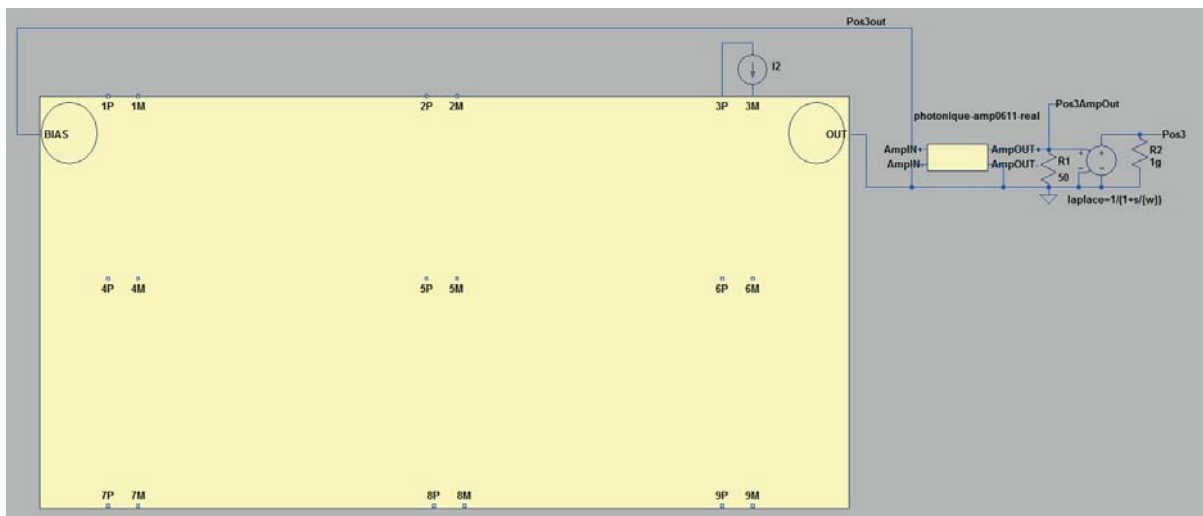 Pos3out
I2
1P 1M 2P 2M 3P 3M
photonique-amp0611-real
Pos3AmpOut
BIAS OUT
AmpIN AmpOUT
AmpIN AmpOUT
R1
50
Pos3
R2
1g
laplace=1/(1+s/{w})
4P 4M 5P 5M 6P 6M
7P 7M 8P 8M 9P 9M